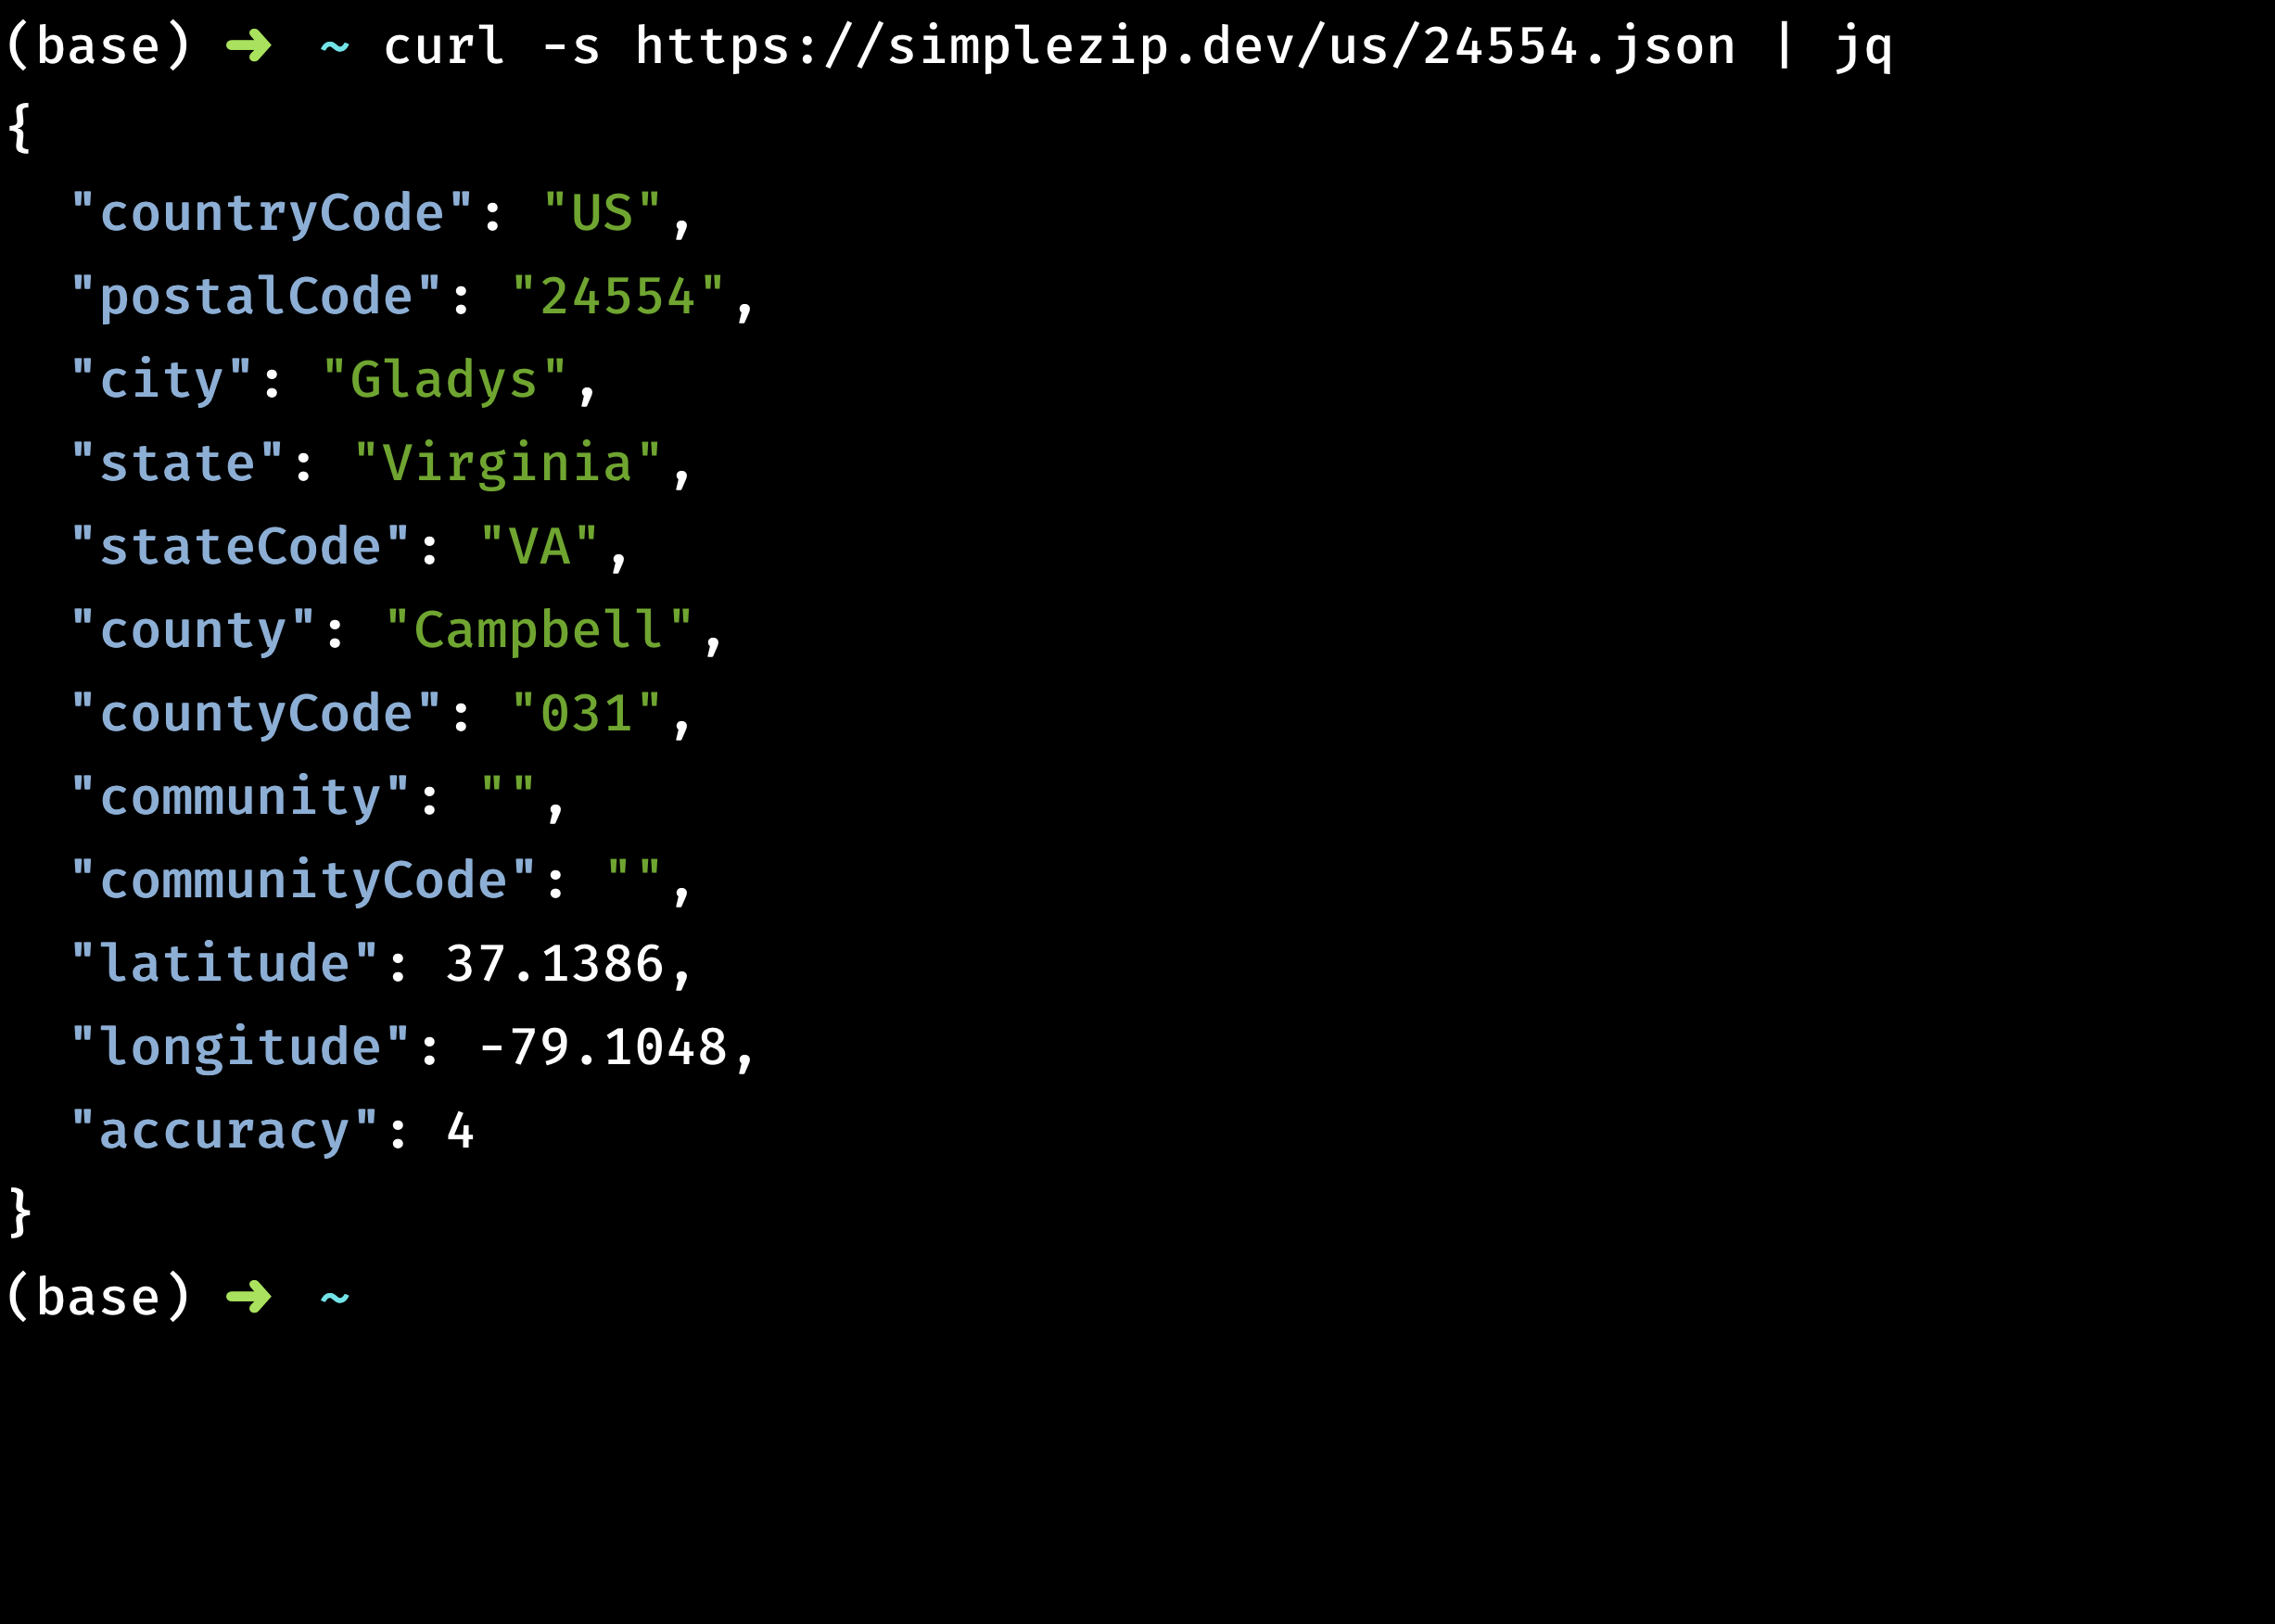 (base) ➜  ~ curl -s https://simplezip.dev/us/24554.json | jq
{
  "countryCode": "US",
  "postalCode": "24554",
  "city": "Gladys",
  "state": "Virginia",
  "stateCode": "VA",
  "county": "Campbell",
  "countyCode": "031",
  "community": "",
  "communityCode": "",
  "latitude": 37.1386,
  "longitude": -79.1048,
  "accuracy": 4
}
(base) ➜  ~